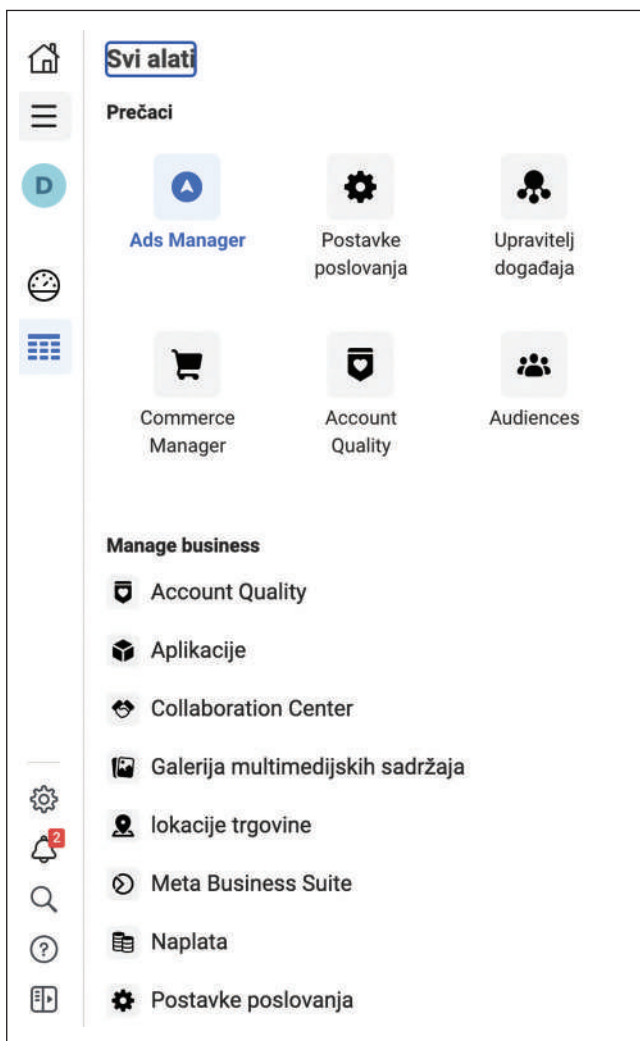 Svi alati
Prečaci
D
Ads Manager
Postavke
poslovanja
Upravitelj
događaja
Commerce
Manager
Account
Quality
Audiences
Manage business
Account Quality
Aplikacije
Collaboration Center
Galerija multimedijskih sadržaja
lokacije trgovine
2
Meta Business Suite
Naplata
?
Postavke poslovanja